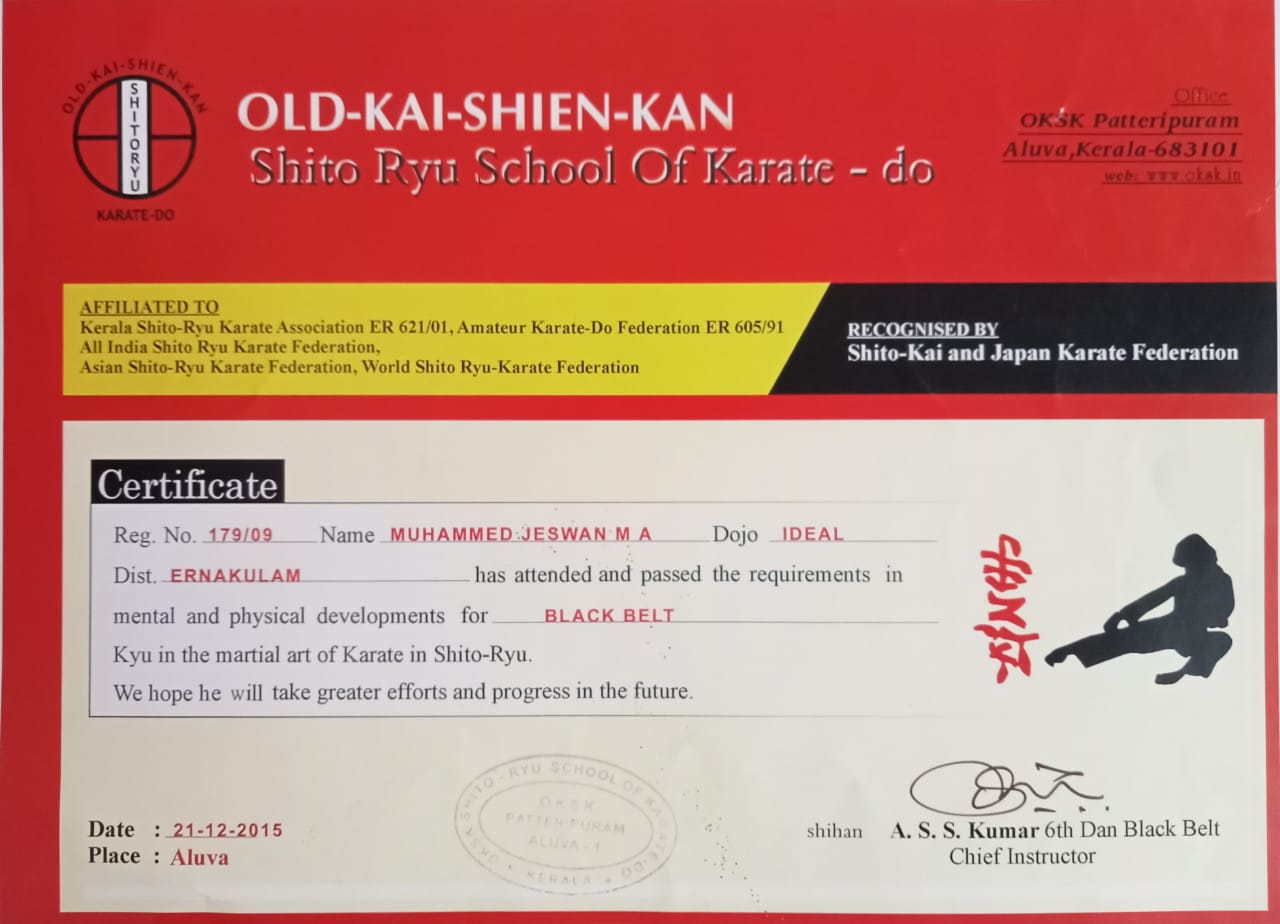 OLD-KAI-SHIEN-KAN
SHITORYU
KARATE-DO
OLD-KAI-SHIEN-KAN
Shito Ryu School Of Karate - do
Office
OKSK Patteripuram
Aluva,Kerala-683101
web: www.oksk.in
AFFILIATED TO
Kerala Shito-Ryu Karate Association ER 621/01, Amateur Karate-Do Federation ER 605/91
All India Shito Ryu Karate Federation,
Asian Shito-Ryu Karate Federation, World Shito Ryu-Karate Federation
RECOGNISED BY
Shito-Kai and Japan Karate Federation
Certificate
Reg. No. 179/09 Name MUHAMMED JESWAN M A Dojo IDEAL
Dist. ERNAKULAM has attended and passed the requirements in
mental and physical developments for BLACK BELT
Kyu in the martial art of Karate in Shito-Ryu.
We hope he will take greater efforts and progress in the future.
Date : 21-12-2015
Place : Aluva
OKSK SHITO-RYU SCHOOL OF KARATE-DO
OKSK
PATTERIPURAM
ALUVA-1
KERALA
shihan A. S. S. Kumar 6th Dan Black Belt
Chief Instructor